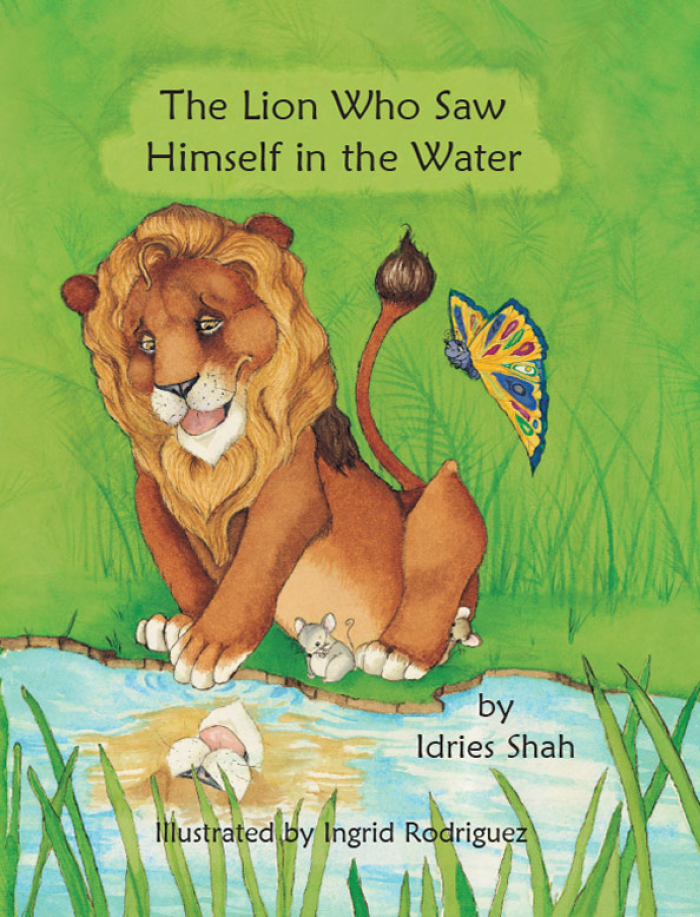 The Lion Who Saw
Himself in the Water
by
Idries Shah
Illustrated by Ingrid Rodriguez